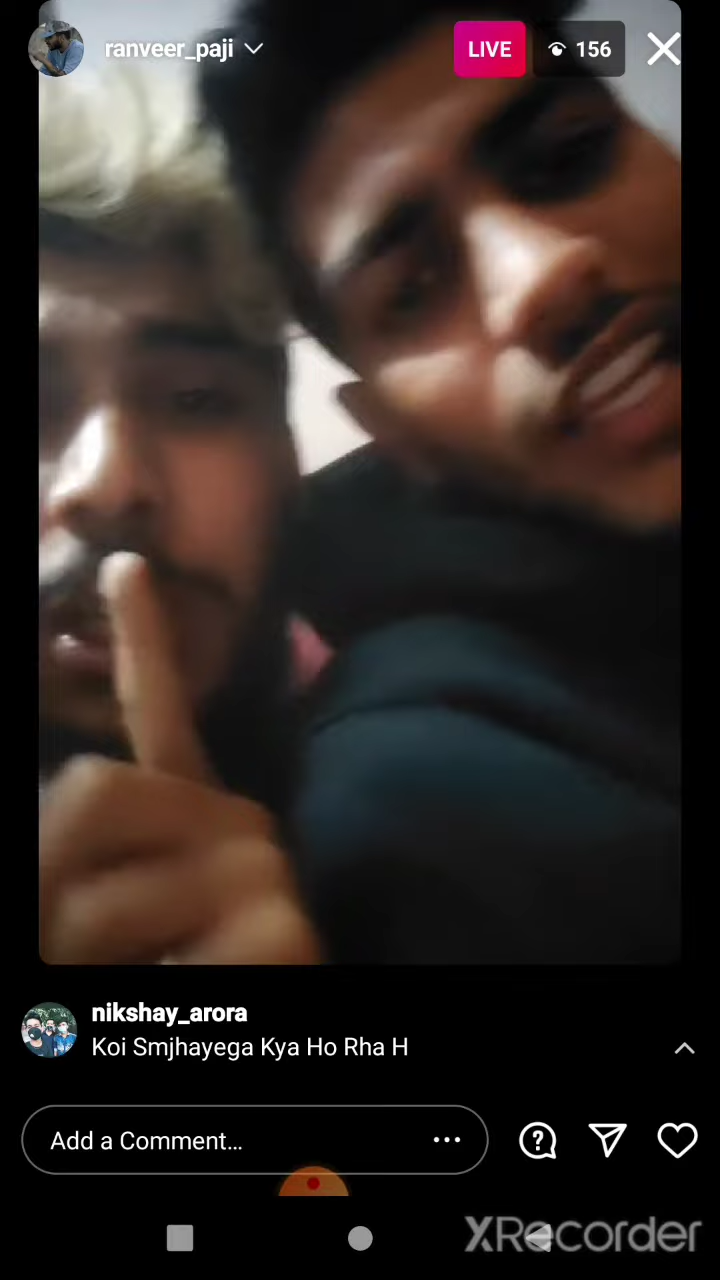 ranveer_paji
LIVE
156
nikshay_arora
Koi Smjhayega Kya Ho Rha H
Add a Comment...
XRecorder